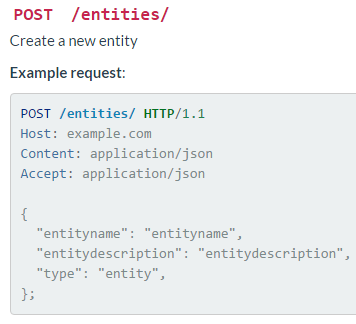 POST /entities/
Create a new entity
Example request:
POST /entities/ HTTP/1.1
Host: example.com
Content: application/json
Accept: application/json
{
"entityname": "entityname",
"entitydescription": "entitydescription",
"type": "entity",
};